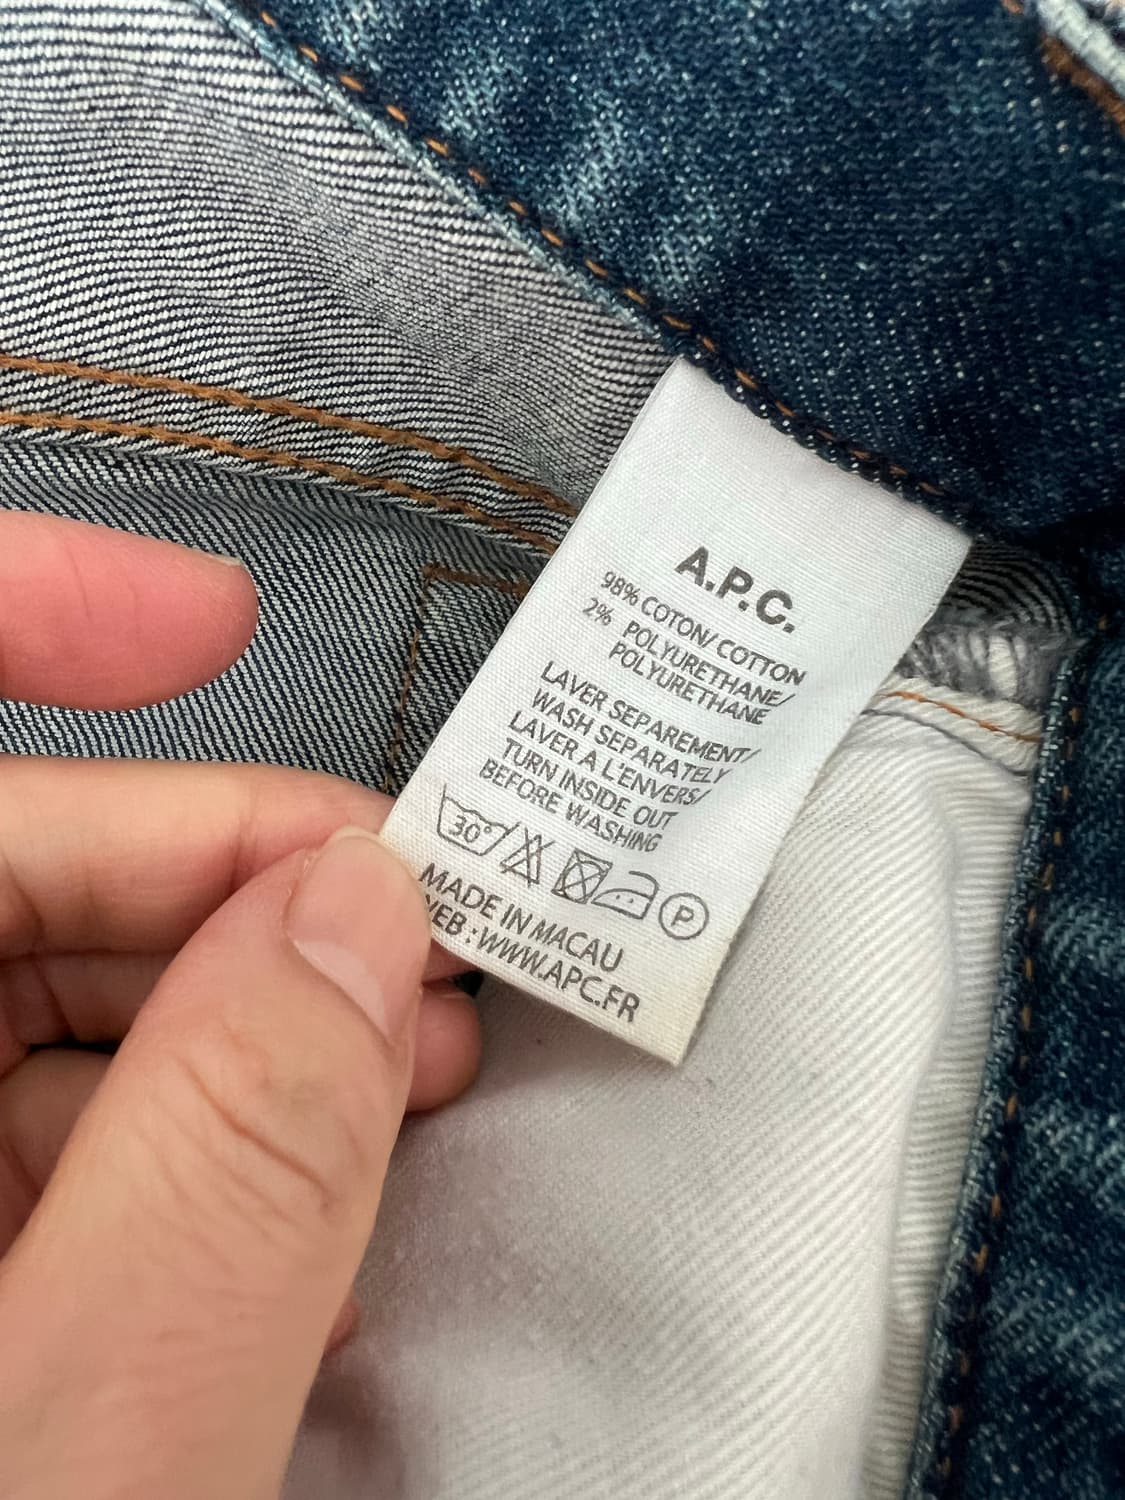 A.P.C.
98% COTON/ COTTON
2% POLYURETHANE/
POLYURETHANE
LAVER SEPAREMENT/
WASH SEPARATELY
LAVER A L'ENVERS/
TURN INSIDE OUT
BEFORE WASHING
30° P
MADE IN MACAU
WEB : WWW.APC.FR